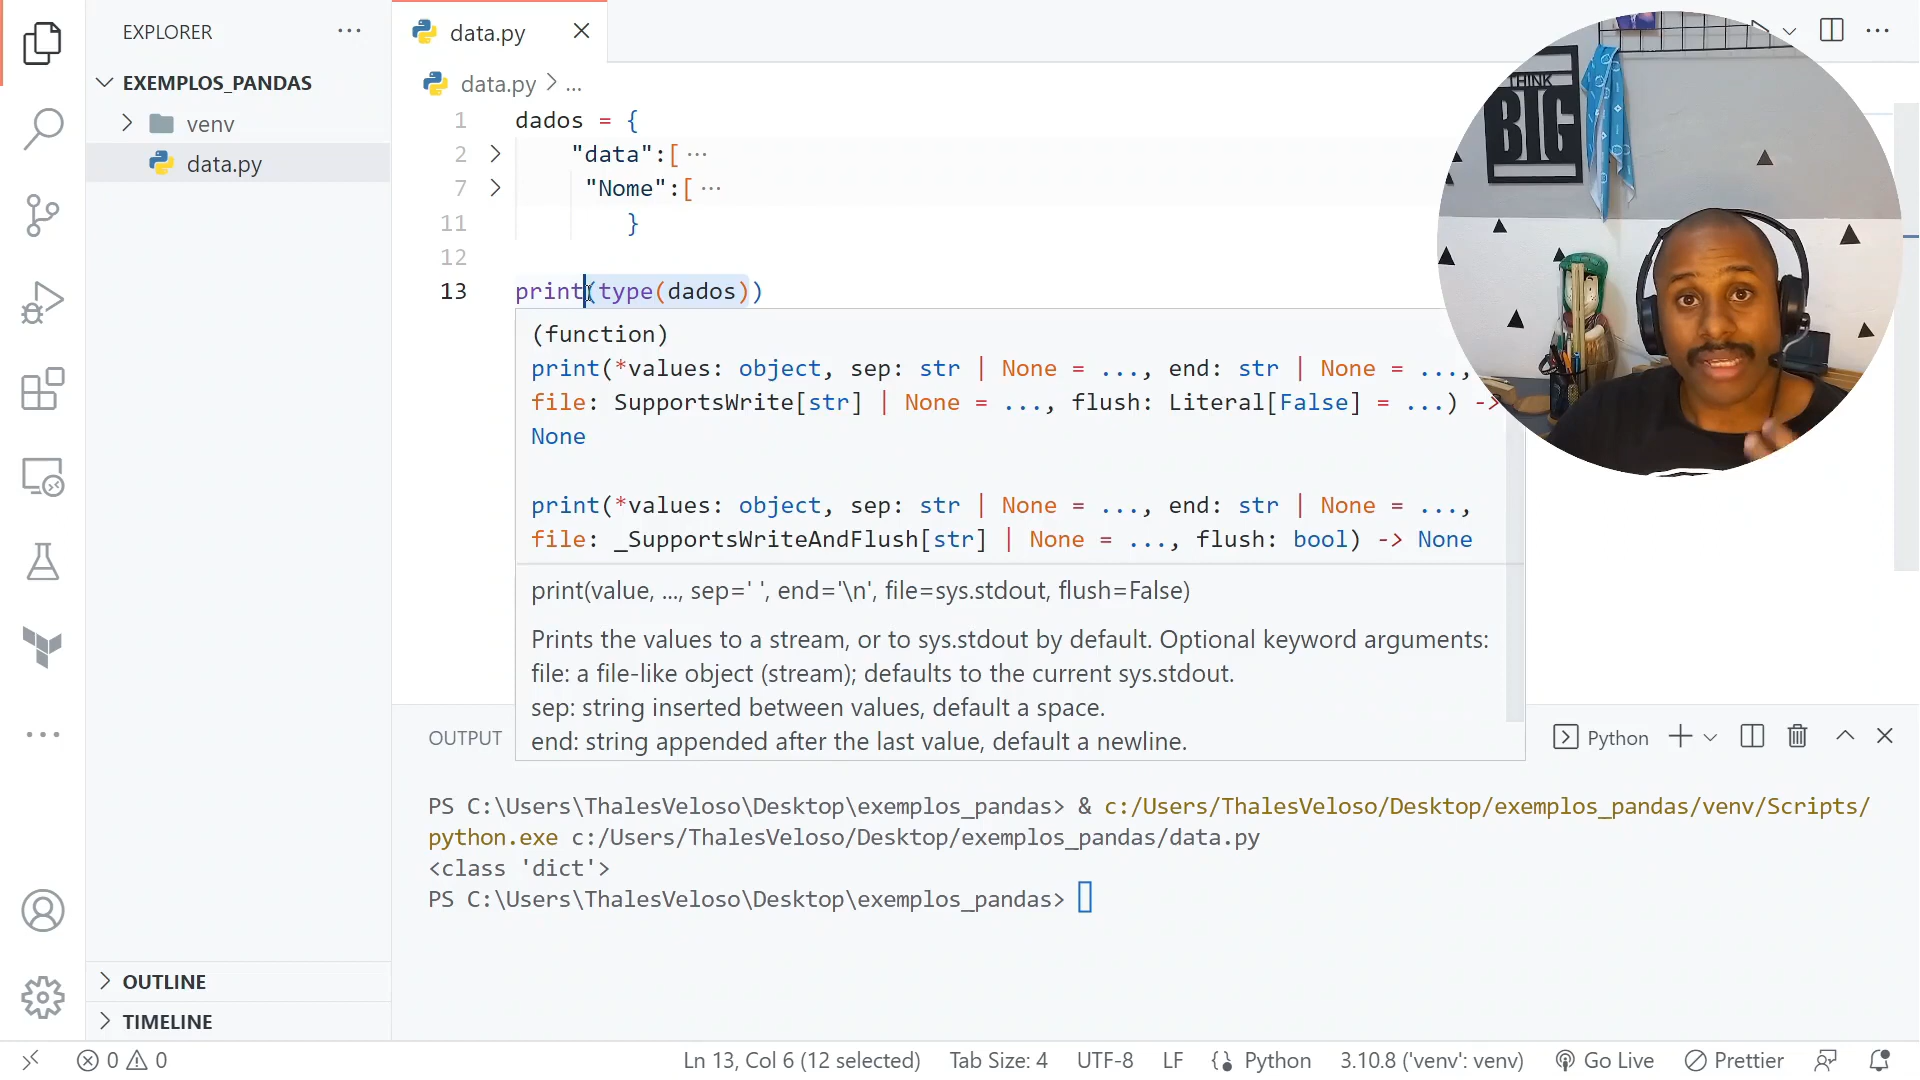 EXPLORER
EXEMPLOS_PANDAS
venv
data.py
data.py
data.py > ...
1 dados = {
2 "data":[ ...
7 "Nome":[ ...
11 }
12
13 print(type(dados))
(function)
print(*values: object, sep: str | None = ..., end: str | None = ...,
file: SupportsWrite[str] | None = ..., flush: Literal[False] = ...) ->
None
print(*values: object, sep: str | None = ..., end: str | None = ...,
file: _SupportsWriteAndFlush[str] | None = ..., flush: bool) -> None
print(value, ..., sep=' ', end='\n', file=sys.stdout, flush=False)
Prints the values to a stream, or to sys.stdout by default. Optional keyword arguments:
file: a file-like object (stream); defaults to the current sys.stdout.
sep: string inserted between values, default a space.
end: string appended after the last value, default a newline.
THINK
BIG
OUTPUT
Python
PS C:\Users\ThalesVeloso\Desktop\exemplos_pandas> & c:/Users/ThalesVeloso/Desktop/exemplos_pandas/venv/Scripts/
python.exe c:/Users/ThalesVeloso/Desktop/exemplos_pandas/data.py
<class 'dict'>
PS C:\Users\ThalesVeloso\Desktop\exemplos_pandas>
OUTLINE
TIMELINE
0 0 Ln 13, Col 6 (12 selected) Tab Size: 4 UTF-8 LF Python 3.10.8 ('venv': venv) Go Live Prettier